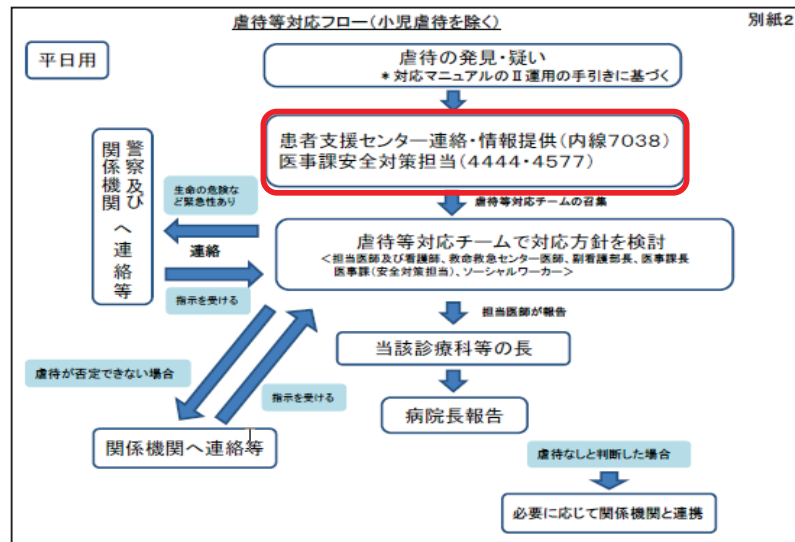 虐待等対応フロー(小児虐待を除く)
別紙2
平日用
虐待の発見・疑い
*対応マニュアルのⅡ運用の手引きに基づく
患者支援センター連絡・情報提供(内線7038)
医事課安全対策担当(4444・4577)
警察及び
関係機関
へ連絡等
生命の危険な
ど緊急性あり
連絡
指示を受ける
虐待等対応チームの召集
虐待等対応チームで対応方針を検討
<担当医師及び看護師、救命救急センター医師、副看護部長、医事課長
医事課(安全対策担当)、ソーシャルワーカー>
担当医師が報告
当該診療科等の長
病院長報告
虐待が否定できない場合
指示を受ける
関係機関へ連絡等
虐待なしと判断した場合
必要に応じて関係機関と連携